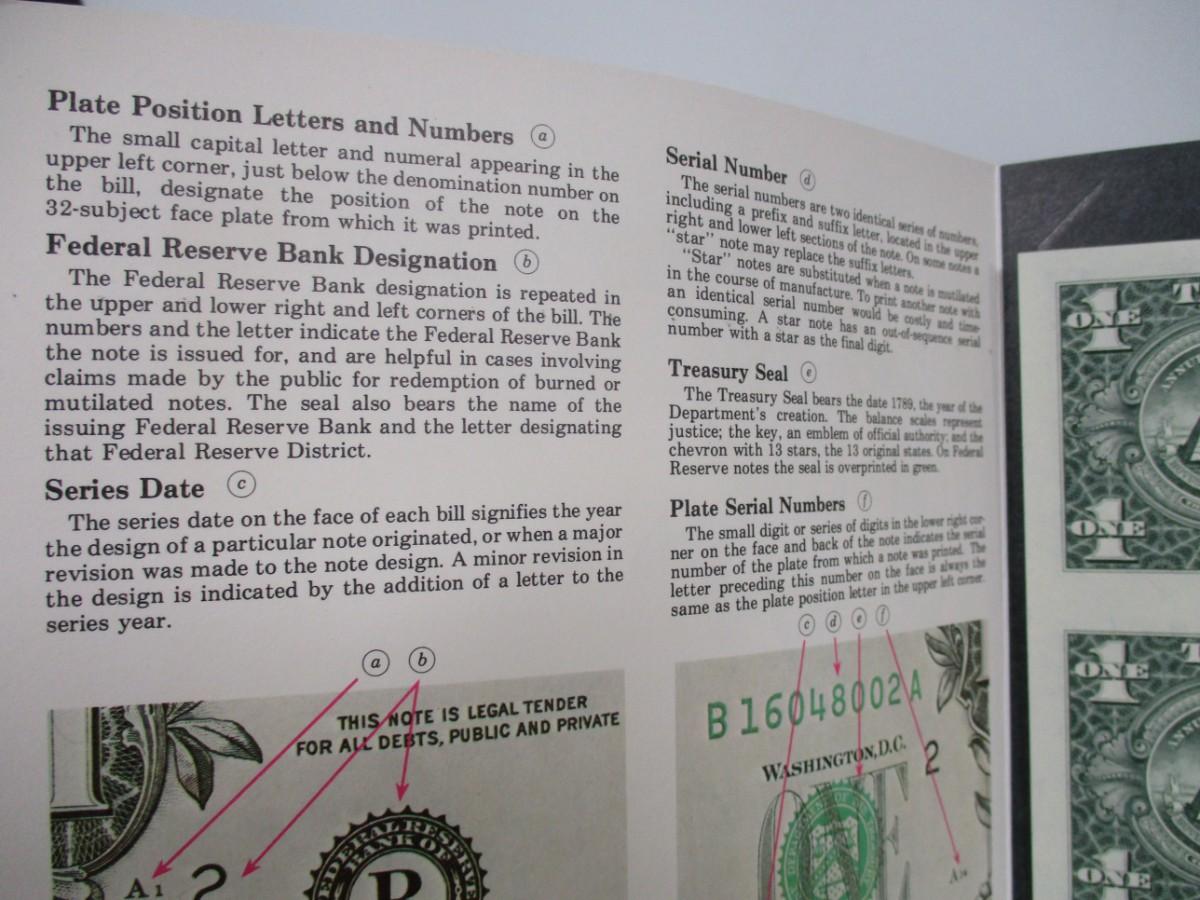 Plate Position Letters and Numbers (a)
The small capital letter and numeral appearing in the
upper left corner, just below the denomination number on
the bill, designate the position of the note on the
32-subject face plate from which it was printed.
Federal Reserve Bank Designation (b)
The Federal Reserve Bank designation is repeated in
the upper and lower right and left corners of the bill. The
numbers and the letter indicate the Federal Reserve Bank
the note is issued for, and are helpful in cases involving
claims made by the public for redemption of burned or
mutilated notes. The seal also bears the name of the
issuing Federal Reserve Bank and the letter designating
that Federal Reserve District.
Series Date (c)
The series date on the face of each bill signifies the year
the design of a particular note originated, or when a major
revision was made to the note design. A minor revision in
the design is indicated by the addition of a letter to the
series year.
(a) (b)
THIS NOTE IS LEGAL TENDER
FOR ALL DEBTS, PUBLIC AND PRIVATE
FEDERAL RESERVE
BANK OF
B
A1
2
Serial Number (d)
The serial numbers are two identical series of numbers,
including a prefix and suffix letter, located in the upper
right and lower left sections of the note. On some notes a
"star" note may replace the suffix letters.
"Star" notes are substituted when a note is mutilated
in the course of manufacture. To print another note with
an identical serial number would be costly and time-
consuming. A star note has an out-of-sequence serial
number with a star as the final digit.
Treasury Seal (e)
The Treasury Seal bears the date 1789, the year of the
Department's creation. The balance scales represent
justice; the key, an emblem of official authority; and the
chevron with 13 stars, the 13 original states. On Federal
Reserve notes the seal is overprinted in green.
Plate Serial Numbers (f)
The small digit or series of digits in the lower right cor-
ner on the face and back of the note indicates the serial
number of the plate from which a note was printed. The
letter preceding this number on the face is always the
same as the plate position letter in the upper left corner.
(c) (d) (e) (f)
B 16048002 A
WASHINGTON, D.C.
2
1
ONE
T
ANNU
ONE
1
1
ONE
T
ANNU
ONE
1